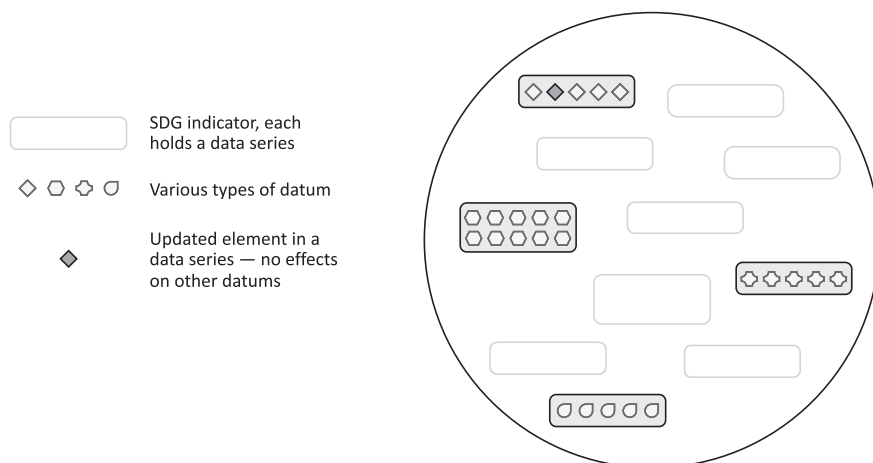 SDG indicator, each
holds a data series
Various types of datum
Updated element in a
data series — no effects
on other datums